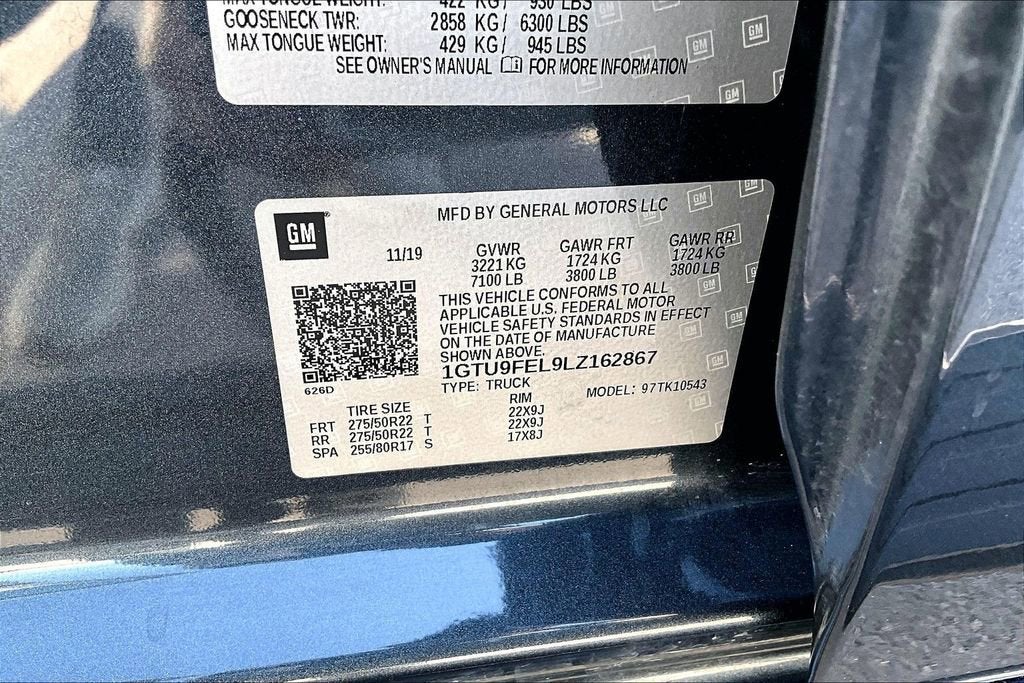 MAX TONGUE WEIGHT: 422 KG/ 930 LBS
GOOSENECK TWR: 2858 KG/ 6300 LBS
MAX TONGUE WEIGHT: 429 KG/ 945 LBS
SEE OWNER'S MANUAL FOR MORE INFORMATION
GM
MFD BY GENERAL MOTORS LLC
11/19 GVWR GAWR FRT GAWR RR
3221 KG 1724 KG 1724 KG
7100 LB 3800 LB 3800 LB
THIS VEHICLE CONFORMS TO ALL
APPLICABLE U.S. FEDERAL MOTOR
VEHICLE SAFETY STANDARDS IN EFFECT
ON THE DATE OF MANUFACTURE
SHOWN ABOVE.
1GTU9FEL9LZ162867
626D
TYPE: TRUCK MODEL: 97TK10543
TIRE SIZE RIM
FRT 275/50R22 T 22X9J
RR 275/50R22 T 22X9J
SPA 255/80R17 S 17X8J